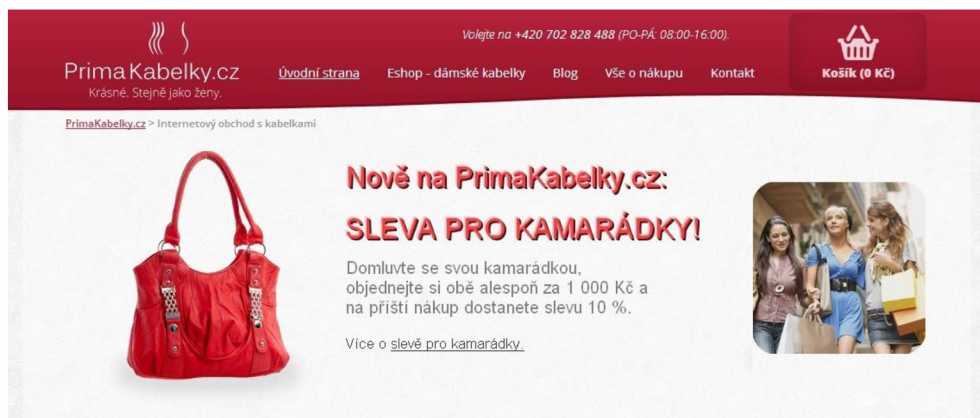 Volejte na +420 702 828 488 (PO-PÁ: 08:00-16:00).
PrimaKabelky.cz
Krásné. Stejně jako ženy.
Úvodní strana Eshop - dámské kabelky Blog Vše o nákupu Kontakt
Košík (0 Kč)
PrimaKabelky.cz > Internetový obchod s kabelkami
Nově na PrimaKabelky.cz:
SLEVA PRO KAMARÁDKY!
Domluvte se svou kamarádkou,
objednejte si obě alespoň za 1 000 Kč a
na příští nákup dostanete slevu 10 %.
Více o slevě pro kamarádky.